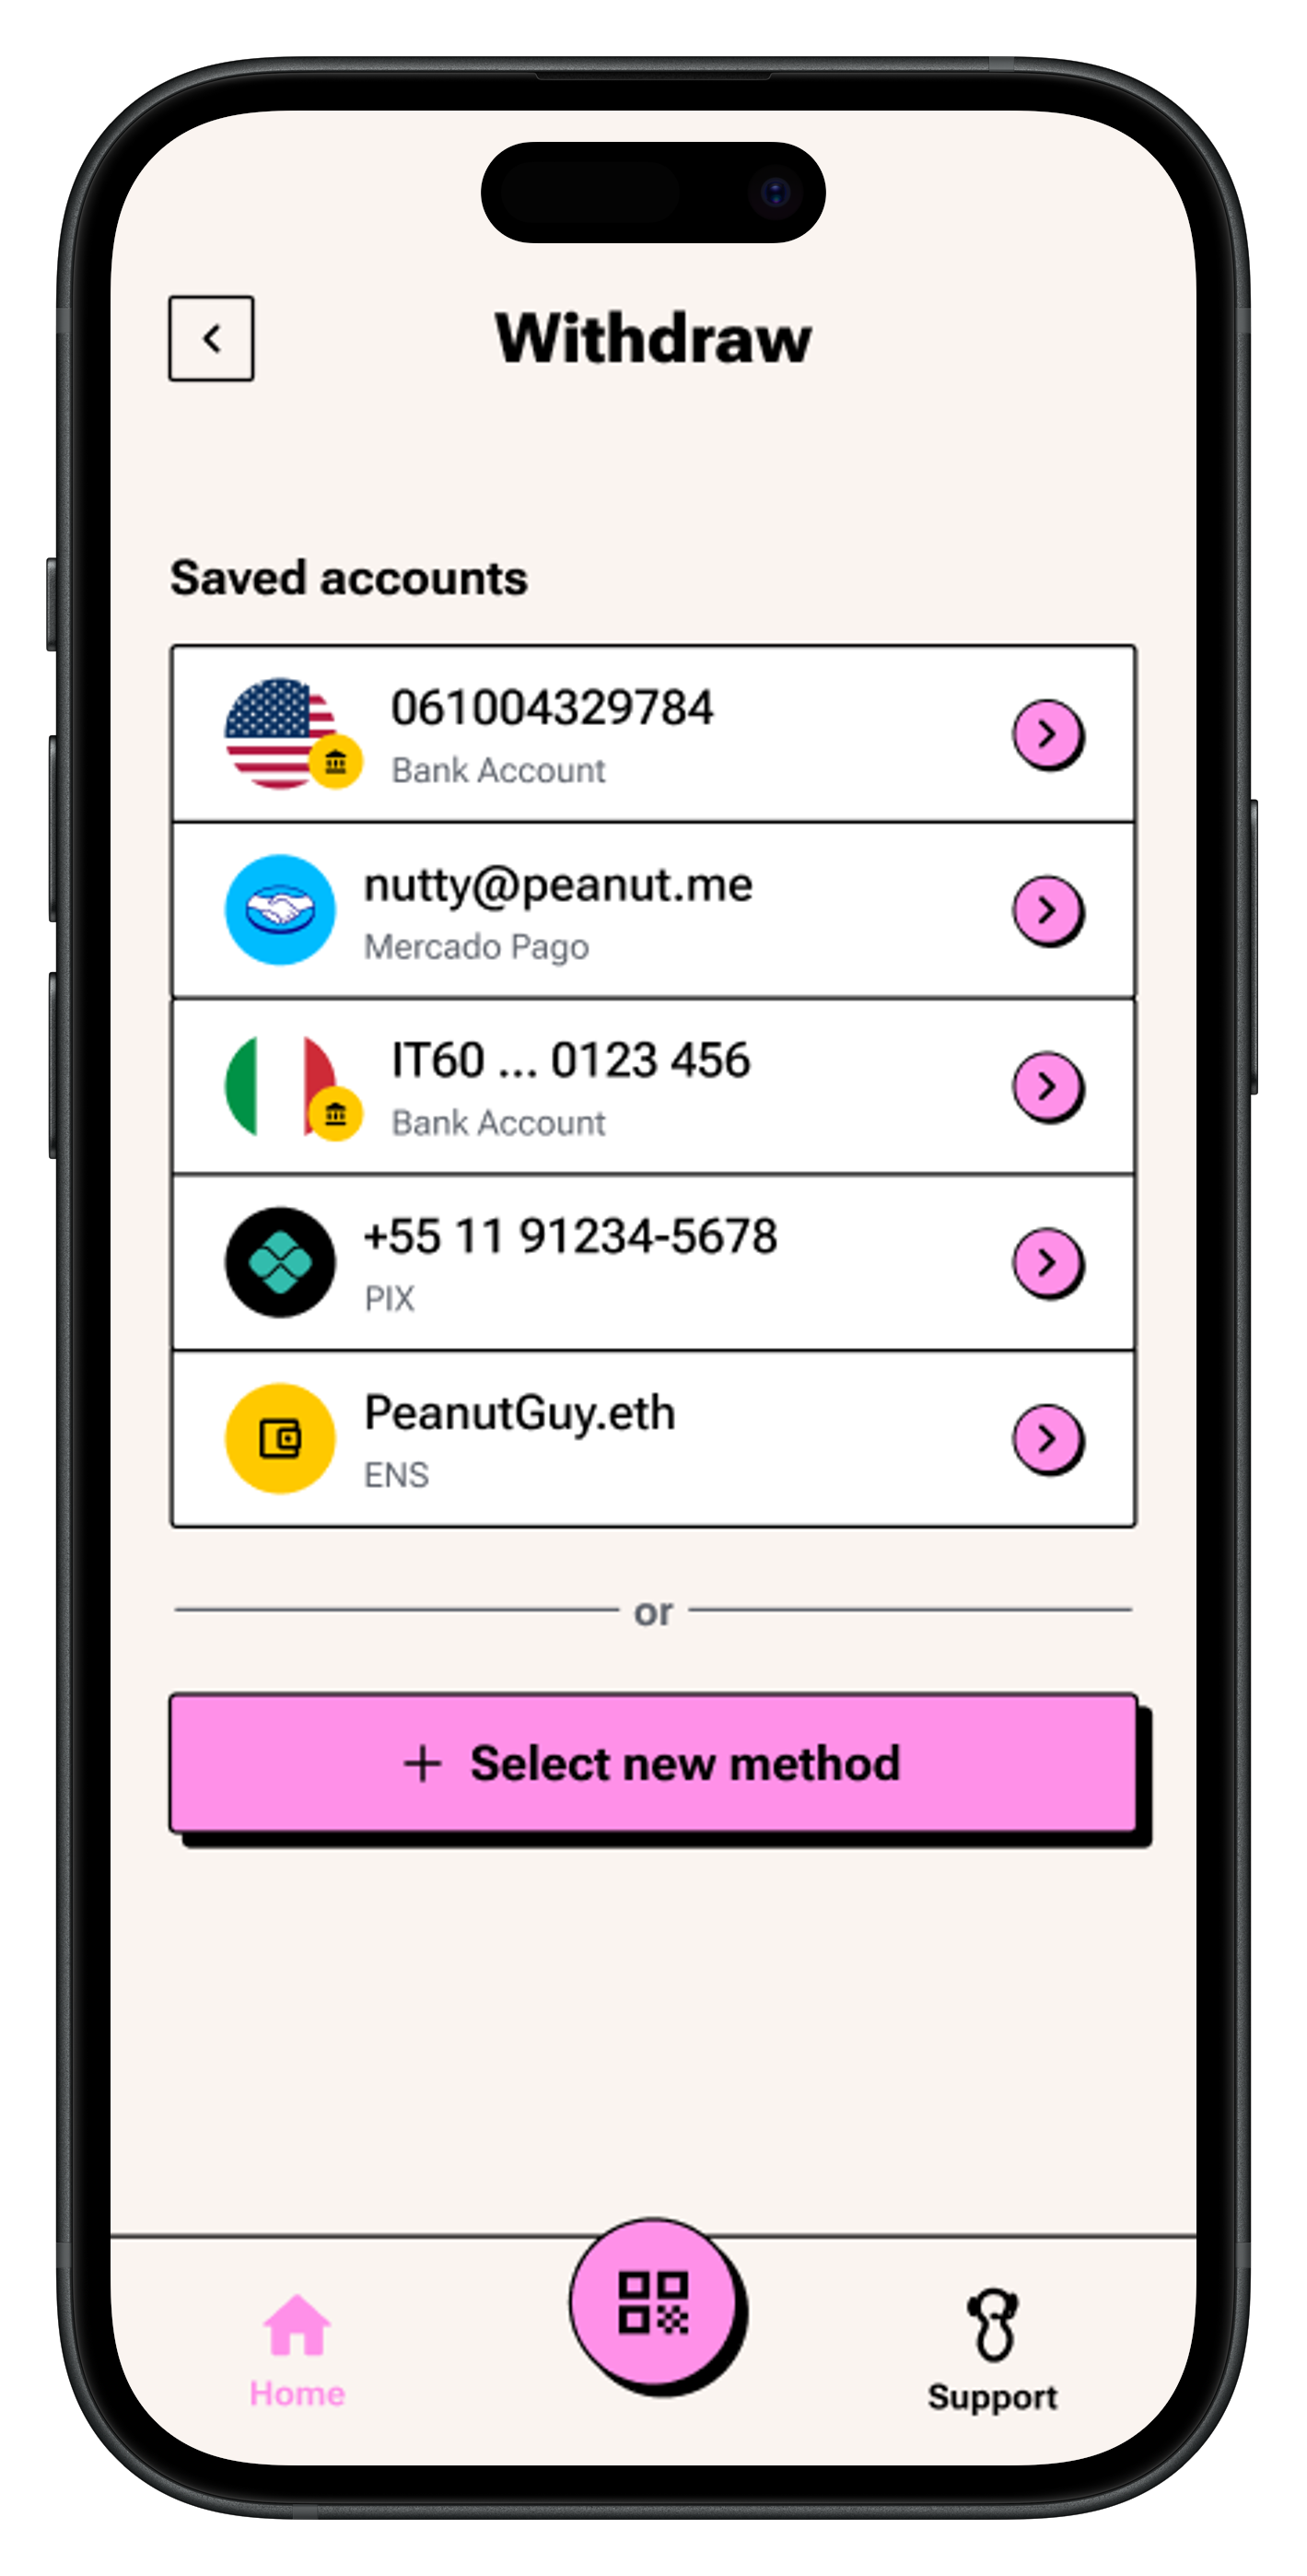 Withdraw
Saved accounts
061004329784
Bank Account
nutty@peanut.me
Mercado Pago
IT60 ... 0123 456
Bank Account
+55 11 91234-5678
PIX
PeanutGuy.eth
ENS
or
+ Select new method
Home
Support